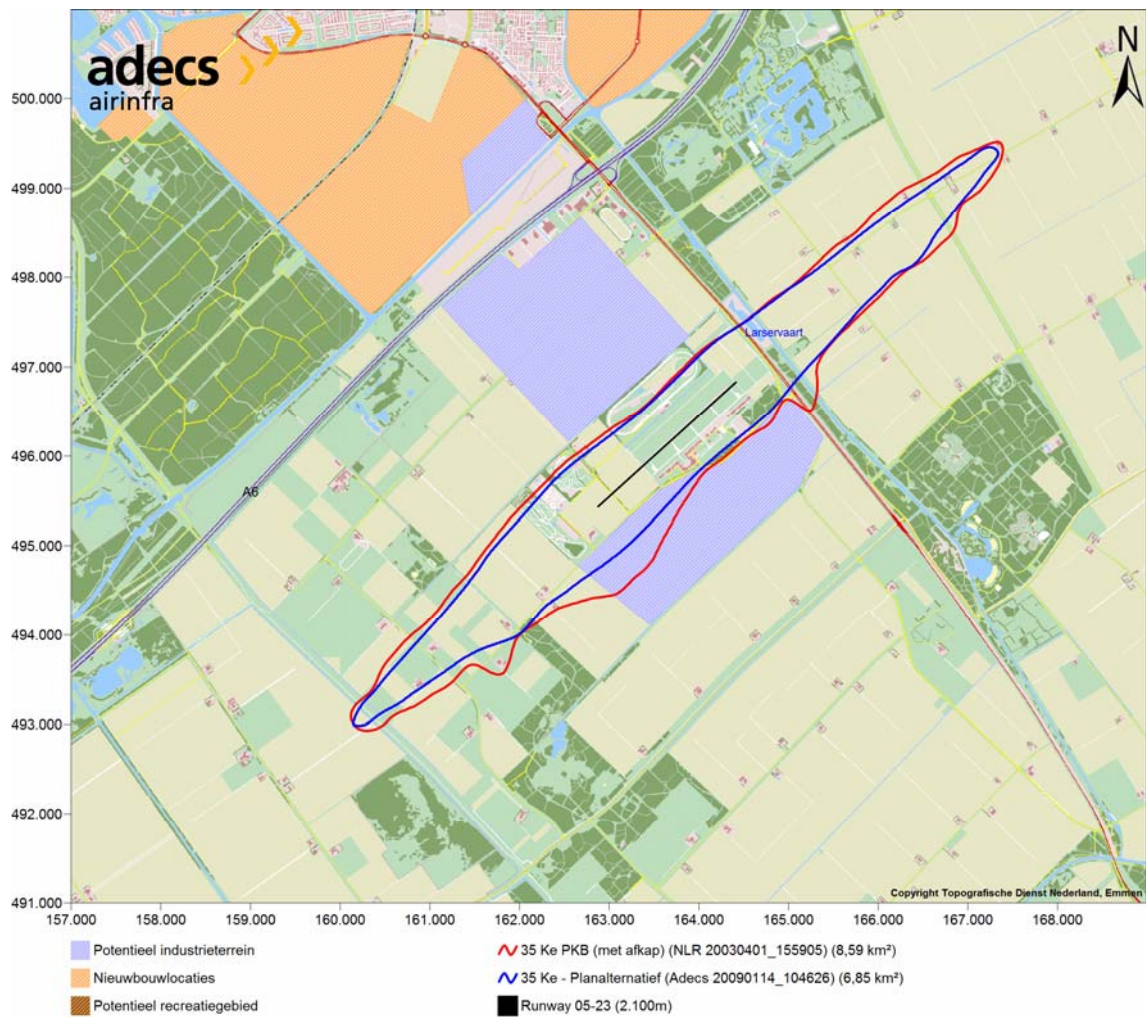 adecs
airinfra
N
500.000
499.000
498.000
497.000
Larservaart
496.000
A6
495.000
494.000
493.000
492.000
491.000
Copyright Topografische Dienst Nederland, Emmen
157.000 158.000 159.000 160.000 161.000 162.000 163.000 164.000 165.000 166.000 167.000 168.000
Potentieel industrieterrein
Nieuwbouwlocaties
Potentieel recreatiegebied
35 Ke PKB (met afkap) (NLR 20030401_155905) (8,59 km²)
35 Ke - Planalternatief (Adecs 20090114_104626) (6,85 km²)
Runway 05-23 (2.100m)